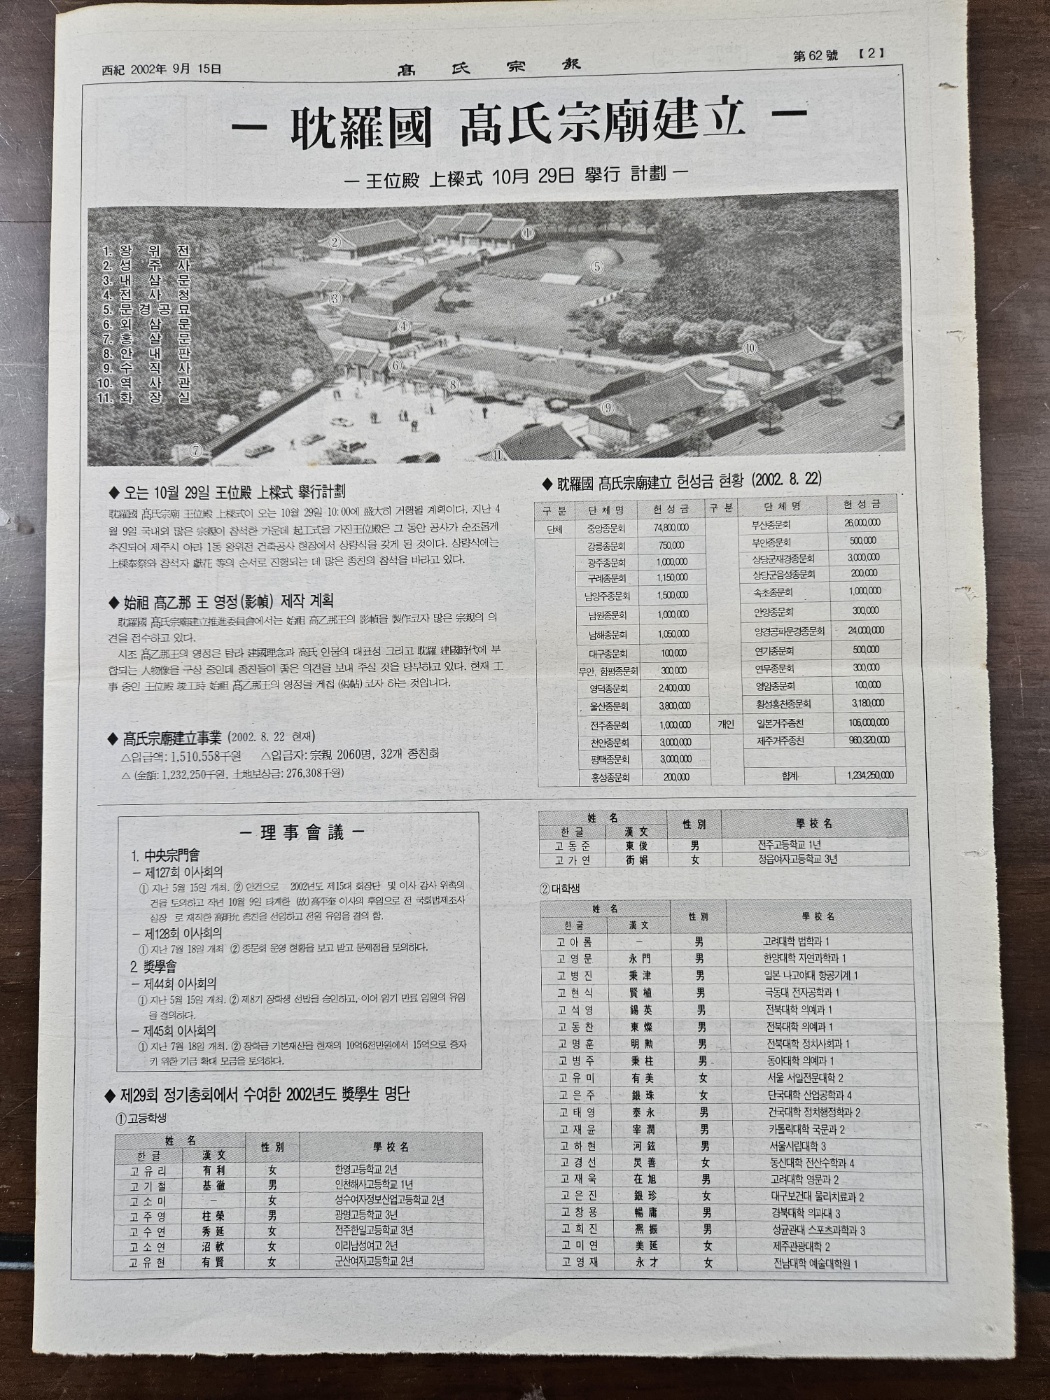 西紀 2002年 9月 15日
髙氏宗報
第62號 【2】
― 耽羅國 髙氏宗廟建立 ―
― 王位殿 上樑式 10月 29日 擧行 計劃 ―
1. 왕위전
2. 성주사
3. 내삼문
4. 전사청
5. 문경공묘
6. 외삼문
7. 홍살문
8. 안내판
9. 수직사
10. 역사관
11. 화장실
① ② ③ ④ ⑤ ⑥ ⑦ ⑧ ⑨ ⑩ 11
◆ 오는 10월 29일 王位殿 上樑式 擧行計劃
耽羅國 髙氏宗廟 王位殿 上樑式이 오는 10월 29일 10:00에 盛大히 거행될 계획이다. 지난 4
월 9일 국내외 많은 宗親이 참석한 가운데 起工式을 가진王位殿은 그 동안 공사가 순조롭게
추진되어 제주시 아라 1동 왕위전 건축공사 현장에서 상량식을 갖게 된 것이다. 상량식에는
上樑奉祭와 참석자 獻花 等의 순서로 진행되는 데 많은 종친의 참석을 바라고 있다.
◆ 始祖 髙乙那 王 영정(影幀) 제작 계획
耽羅國 髙氏宗廟建立推進委員會에서는 始祖 髙乙那王의 影幀을 製作코자 많은 宗親의 의
견을 접수하고 있다.
시조 髙乙那王의 영정은 탐라 建國理念과 高氏 인물의 대표성 그리고 耽羅 建國時代에 부
합되는 人物像을 구상 중인데 종친들이 좋은 의견을 보내 주실 것을 당부하고 있다. 현재 工
事 중인 王位殿 竣工時 始祖 髙乙那王의 영정을 게첩 코자 하는 것입니다.
◆ 髙氏宗廟建立事業 (2002. 8. 22 현재)
△입금액: 1,510,558千원 △입금자: 宗親 2060명, 32개 종친회
△ (金額: 1,232,250千원, 土地보상금: 276,308千원)
◆ 耽羅國 髙氏宗廟建立 헌성금 현황 (2002. 8. 22)
구 분 단 체 명 헌 성 금 구 분 단 체 명 헌 성 금
단체 중앙종문회 74,800,000 부산종문회 26,000,000
강릉종문회 750,000 부안종문회 500,000
광주종문회 1,000,000 상당군재경종문회 3,000,000
구례종문회 1,150,000 상당군음성종문회 200,000
남양주종문회 1,500,000 속초종문회 1,000,000
남원종문회 1,000,000 안양종문회 300,000
남해종문회 1,050,000 양경공파문경종문회 24,000,000
대구종문회 100,000 연기종문회 500,000
무안, 함평종문회 300,000 연무종문회 300,000
영덕종문회 2,400,000 영암종문회 100,000
울산종문회 3,800,000 횡성홍천종문회 3,180,000
전주종문회 1,000,000 개인 일본거주종친 106,000,000
천안종문회 3,000,000 제주거주종친 980,320,000
평택종문회 3,000,000
홍성종문회 200,000 합계 1,234,250,000
― 理 事 會 議 ―
1. 中央宗門會
― 제127회 이사회의
① 지난 5월 15일 개최. ② 안건으로 2002년도 제15대 회장단 및 이사 감사 위촉의
건을 토의하고 작년 10월 9일 타계한 (故) 이사의 후임으로 전 국회법제조사
실장 로 재직한 종친을 선임하고 전원 유임을 결의 함.
― 제128회 이사회의
① 지난 7월 18일 개최 ② 종문회 운영 현황을 보고 받고 문제점을 토의하다.
2. 獎學會
― 제44회 이사회의
① 지난 5월 15일 개최. ② 제8기 장학생 선발을 승인하고, 이어 임기 만료 임원의 유임
을 결의하다.
― 제45회 이사회의
① 지난 7월 18일 개최. ② 장학금 기본재산을 현재의 10억6천만원에서 15억으로 증자
키 위한 기금 확대 모금을 토의하다.
◆ 제29회 정기총회에서 수여한 2002년도 獎學生 명단
①고등학생
姓 名 性 別 學 校 名
한 글 漢 文
고 유 리 有 利 女 한영고등학교 2년
고 기 철 基 徹 男 인천해사고등학교 1년
고 소 미 ― 女 성수여자정보산업고등학교 2년
고 주 영 柱 榮 男 광명고등학교 3년
고 수 연 秀 延 女 전주한일고등학교 3년
고 소 연 沼 軟 女 이리남성여고 2년
고 유 현 有 賢 女 군산여자고등학교 2년
姓 名 性 別 學 校 名
한 글 漢 文
고 동 준 東 俊 男 전주고등학교 1년
고 가 연 街 娟 女 정읍여자고등학교 3년
②대학생
姓 名 性 別 學 校 名
한 글 漢 文
고 아 롬 ― 男 고려대학 법학과 1
고 영 문 永 門 男 한양대학 자연과학과 1
고 병 진 秉 津 男 일본 나고야대 항공기계 1
고 현 식 賢 植 男 극동대 전자공학과 1
고 석 영 錫 英 男 전북대학 의예과 1
고 동 찬 東 燦 男 전북대학 의예과 1
고 명 훈 明 勳 男 전북대학 정치사회과 1
고 병 주 秉 柱 男 동아대학 의예과 1
고 유 미 有 美 女 서울 서일전문대학 2
고 은 주 銀 珠 女 단국대학 산업공학과 4
고 태 영 泰 永 男 건국대학 정치행정학과 2
고 재 윤 宰 潤 男 카톨릭대학 국문과 2
고 하 현 河 鉉 男 서울시립대학 3
고 경 선 炅 善 女 동신대학 전산수학과 4
고 재 욱 在 旭 男 고려대학 영문과 2
고 은 진 銀 珍 女 대구보건대 물리치료과 2
고 창 용 暢 庸 男 경북대학 의과대 3
고 희 진 熹 振 男 성균관대 스포츠과학과 3
고 미 연 美 延 女 제주관광대학 2
고 영 재 永 才 女 전남대학 예술대학원 1